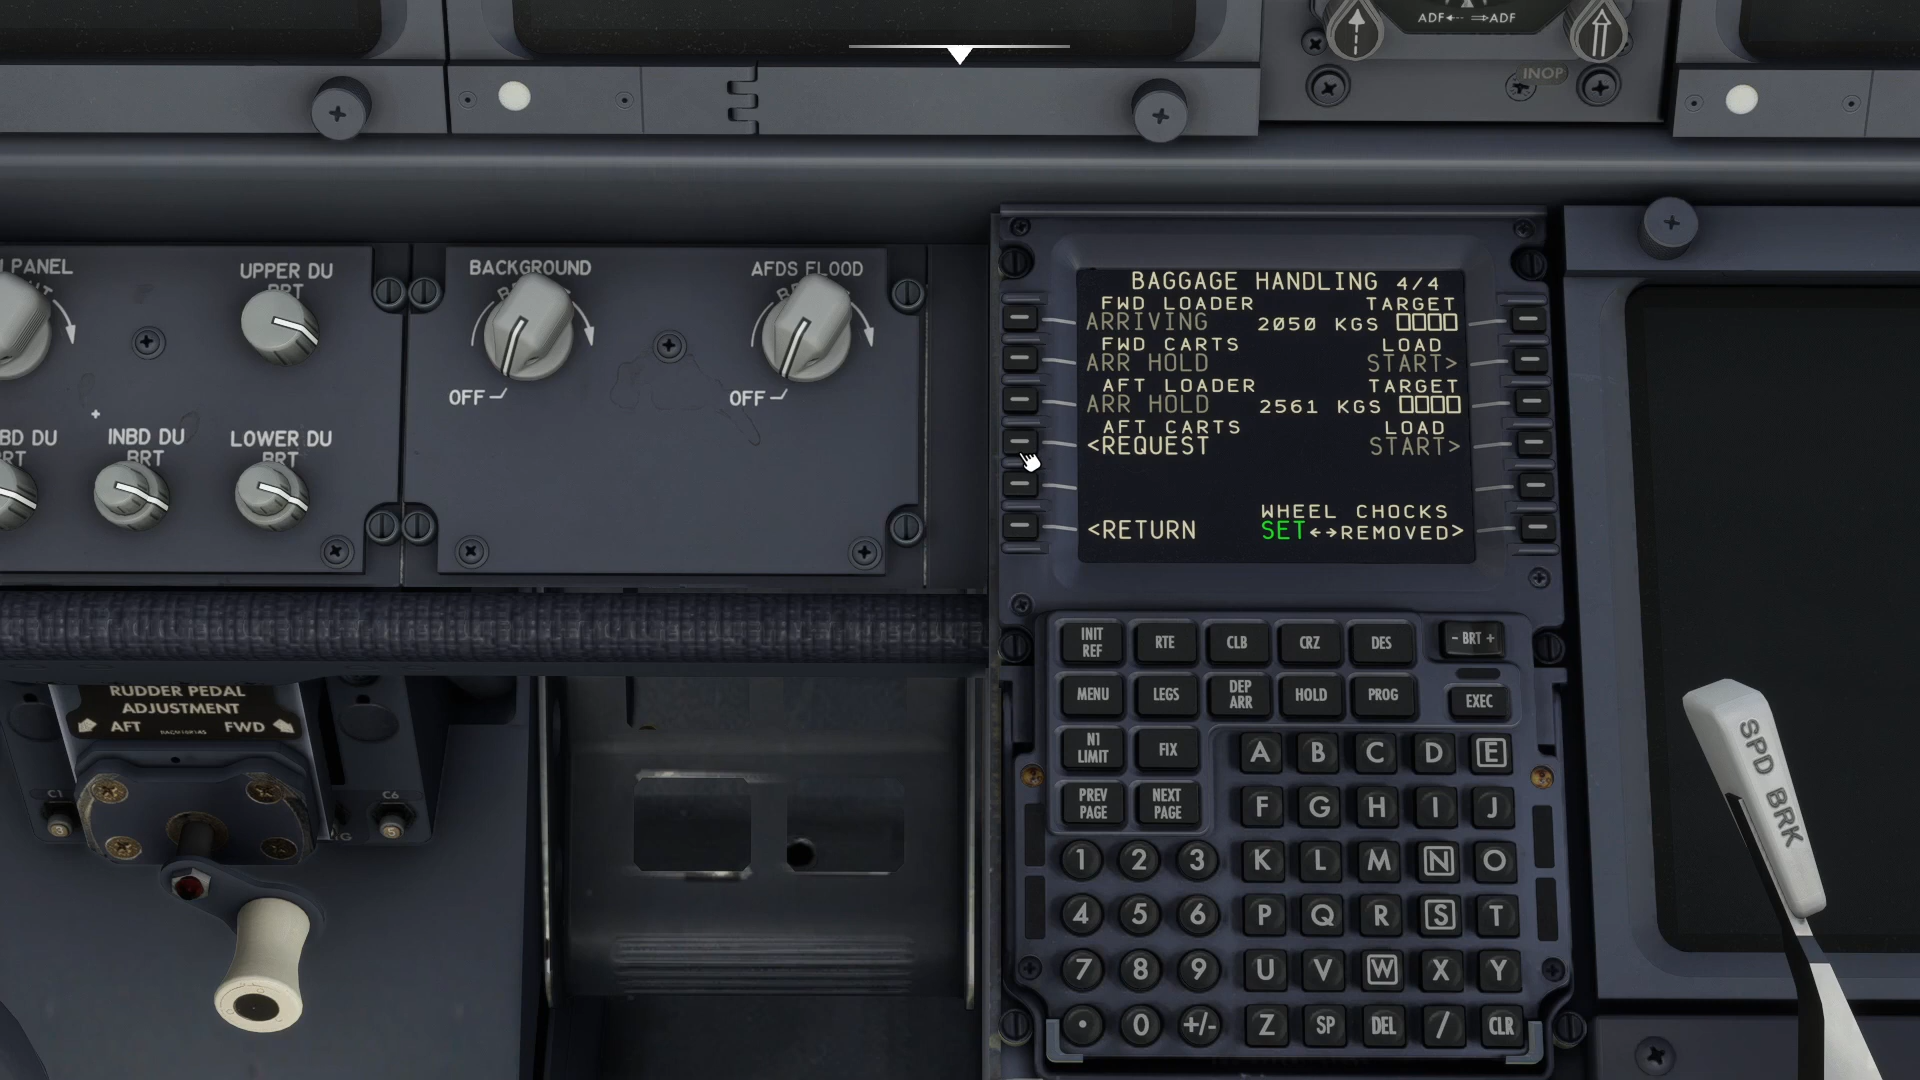 ADF ADF
INOP
PANEL
UPPER DU
BRT
BACKGROUND
AFDS FLOOD
OFF
OFF
BD DU
RT
INBD DU
BRT
LOWER DU
BRT
BAGGAGE HANDLING 4/4
FWD LOADER TARGET
ARRIVING 2050 KGS □□□□
FWD CARTS LOAD
ARR HOLD START>
AFT LOADER TARGET
ARR HOLD 2561 KGS □□□□
AFT CARTS LOAD
<REQUEST START>
WHEEL CHOCKS
<RETURN SET←→REMOVED>
INIT REF RTE CLB CRZ DES - BRT +
MENU LEGS DEP ARR HOLD PROG EXEC
N1 LIMIT FIX
PREV PAGE NEXT PAGE
A B C D E
F G H I J
1 2 3 K L M N O
4 5 6 P Q R S T
7 8 9 U V W X Y
. 0 +/- Z SP DEL / CLR
RUDDER PEDAL
ADJUSTMENT
AFT FWD
C1
C6
SPD BRK